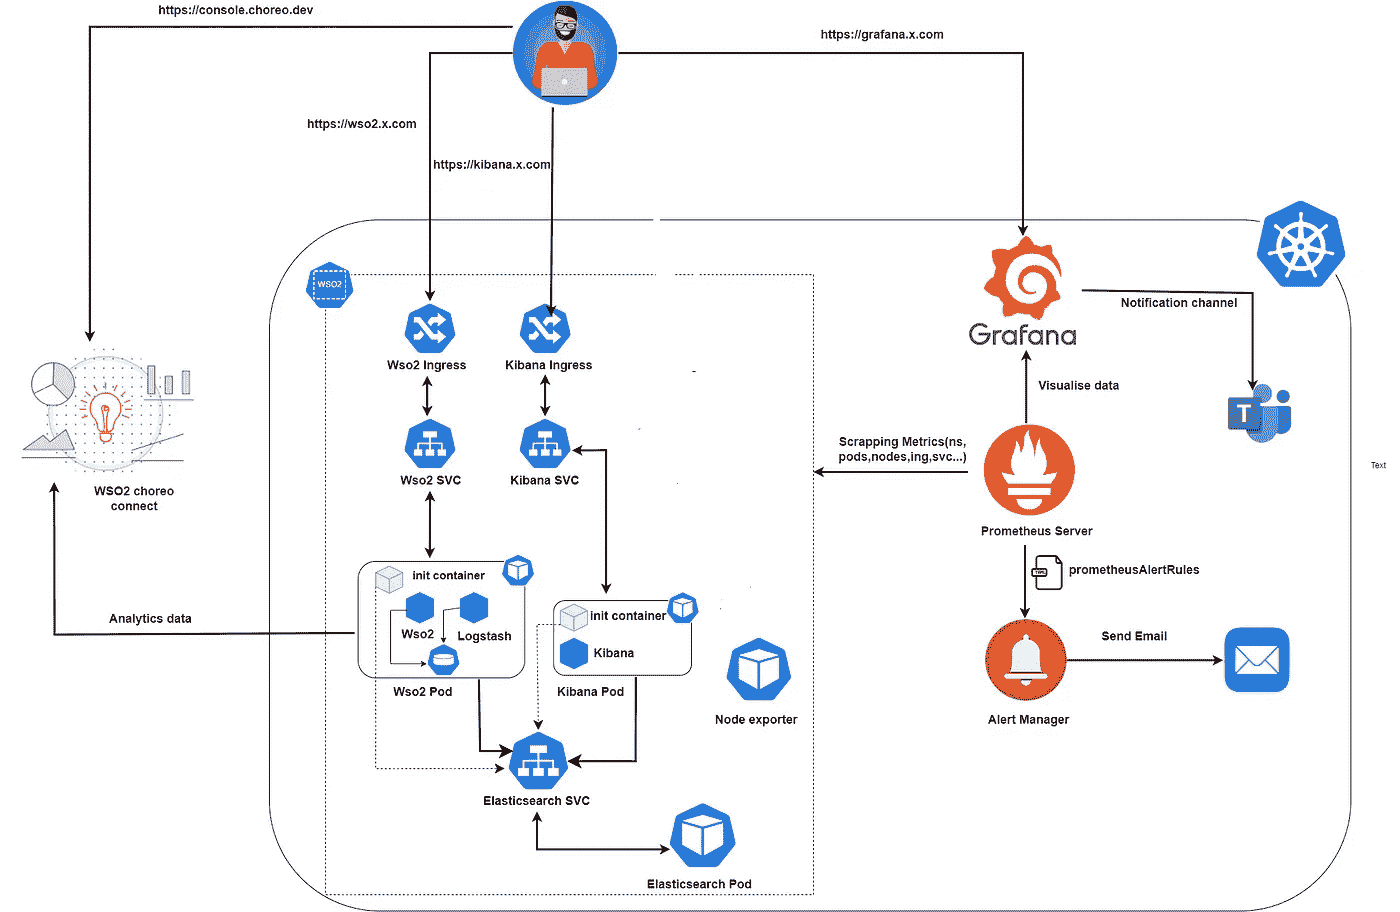 https://console.choreo.dev
https://grafana.x.com
https://wso2.x.com
https://kibana.x.com
WSO2
Wso2 Ingress
Kibana Ingress
Grafana
Notification channel
Visualise data
T
Scrapping Metrics(ns,
pods,nodes,ing,svc...)
Text
Wso2 SVC
Kibana SVC
WSO2 choreo
connect
Prometheus Server
prometheusAlertRules
init container
init container
Wso2
Logstash
Kibana
Analytics data
Send Email
Wso2 Pod
Kibana Pod
Node exporter
Alert Manager
Elasticsearch SVC
Elasticsearch Pod